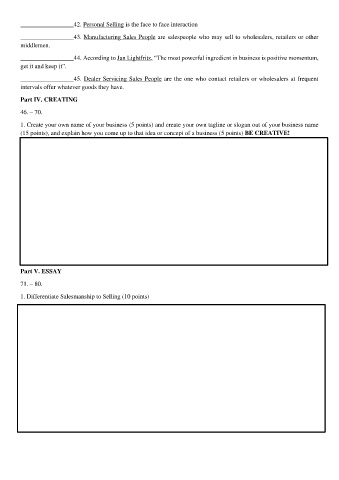 __________________42. Personal Selling is the face to face interaction
__________________43. Manufacturing Sales People are salespeople who may sell to wholesalers, retailers or other
middlemen.
__________________44. According to Jan Lightfritz, "The most powerful ingredient in business is positive momentum,
get it and keep it".
__________________45. Dealer Servicing Sales People are the one who contact retailers or wholesalers at frequent
intervals offer whatever goods they have.
Part IV. CREATING
46. – 70.
1. Create your own name of your business (5 points) and create your own tagline or slogan out of your business name
(15 points), and explain how you come up to that idea or concept of a business (5 points) BE CREATIVE!
Part V. ESSAY
71. – 80.
1. Differentiate Salesmanship to Selling (10 points)